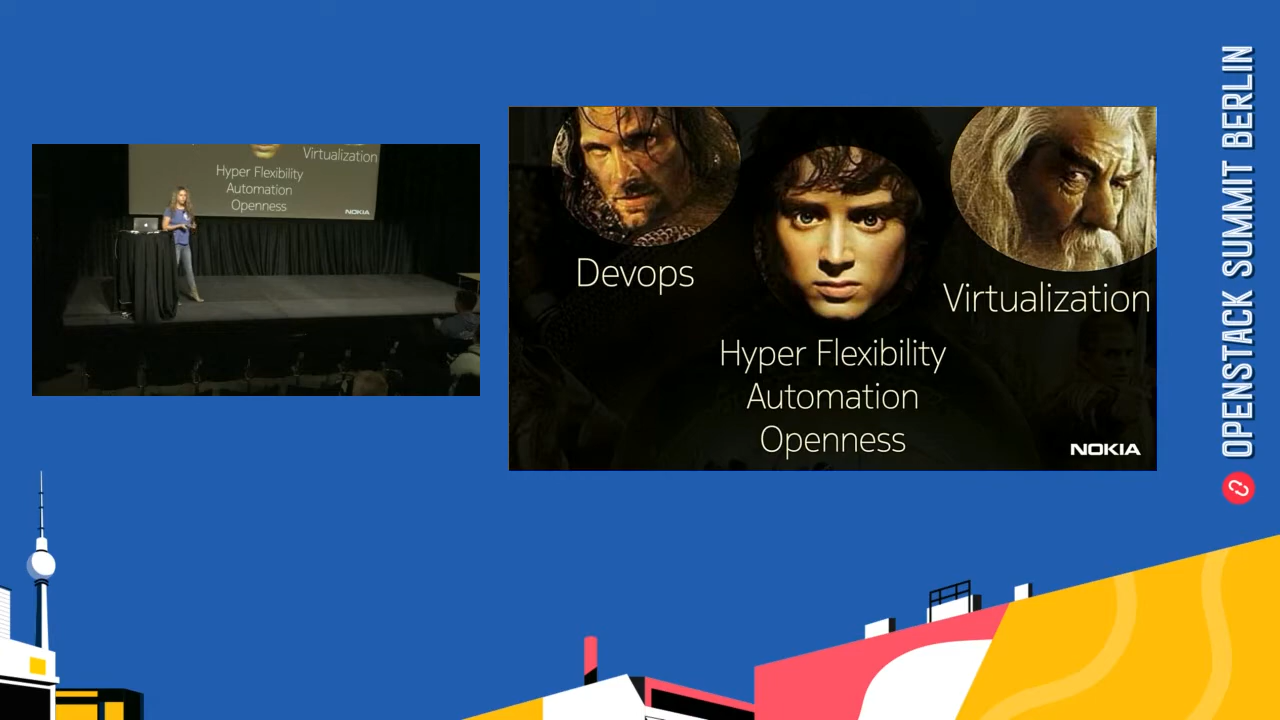 Virtualization
Hyper Flexibility
Automation
Openness
NOKIA
Devops
Virtualization
Hyper Flexibility
Automation
Openness
NOKIA
OPENSTACK SUMMIT BERLIN